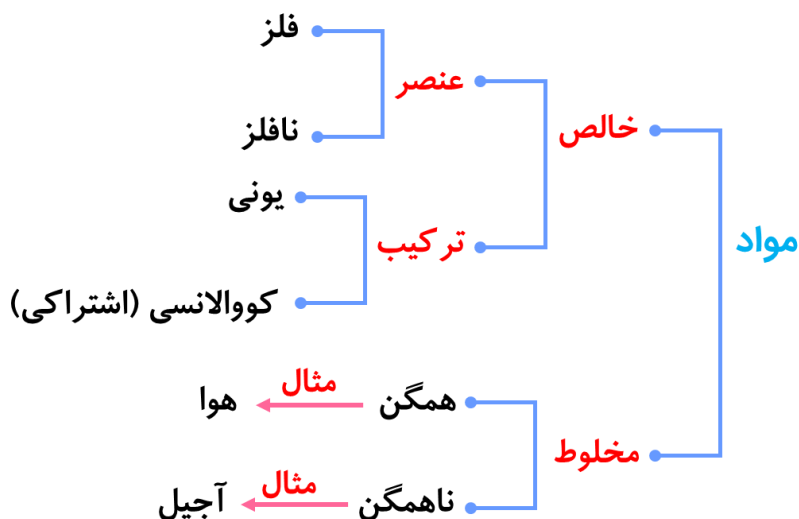 مواد
خالص
عنصر
فلز
نافلز
ترکیب
یونی
کووالانسی (اشتراکی)
مخلوط
همگن مثال هوا
ناهمگن مثال آجیل